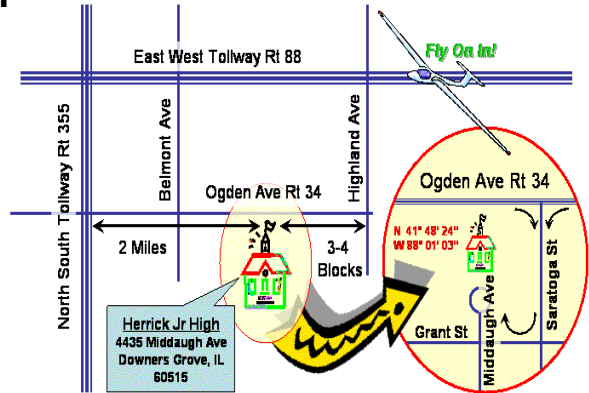 East West Tollway Rt 88
Fly On In!
North South Tollway Rt 355
Belmont Ave
Highland Ave
Ogden Ave Rt 34
2 Miles
3-4
Blocks
Herrick Jr High
4435 Middaugh Ave
Downers Grove, IL
60515
Ogden Ave Rt 34
N 41° 48' 24"
W 88° 01' 03"
Saratoga St
Middaugh Ave
Grant St